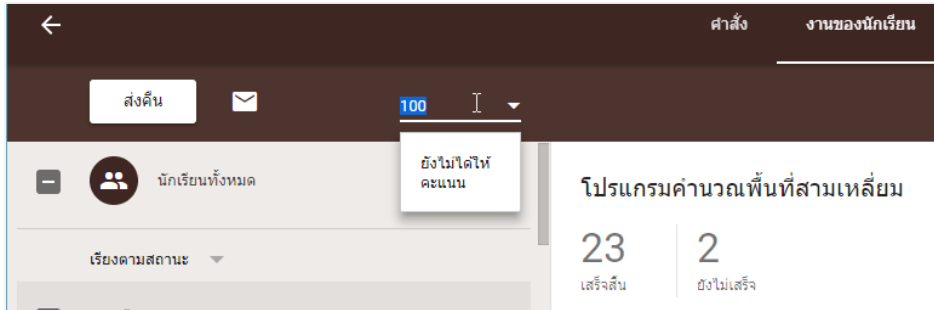 คำสั่ง งานของนักเรียน
ส่งคืน 100
ยังไม่ได้ให้
คะแนน
นักเรียนทั้งหมด
โปรแกรมคำนวณพื้นที่สามเหลี่ยม
เรียงตามสถานะ
23 2
เสร็จสิ้น ยังไม่เสร็จ